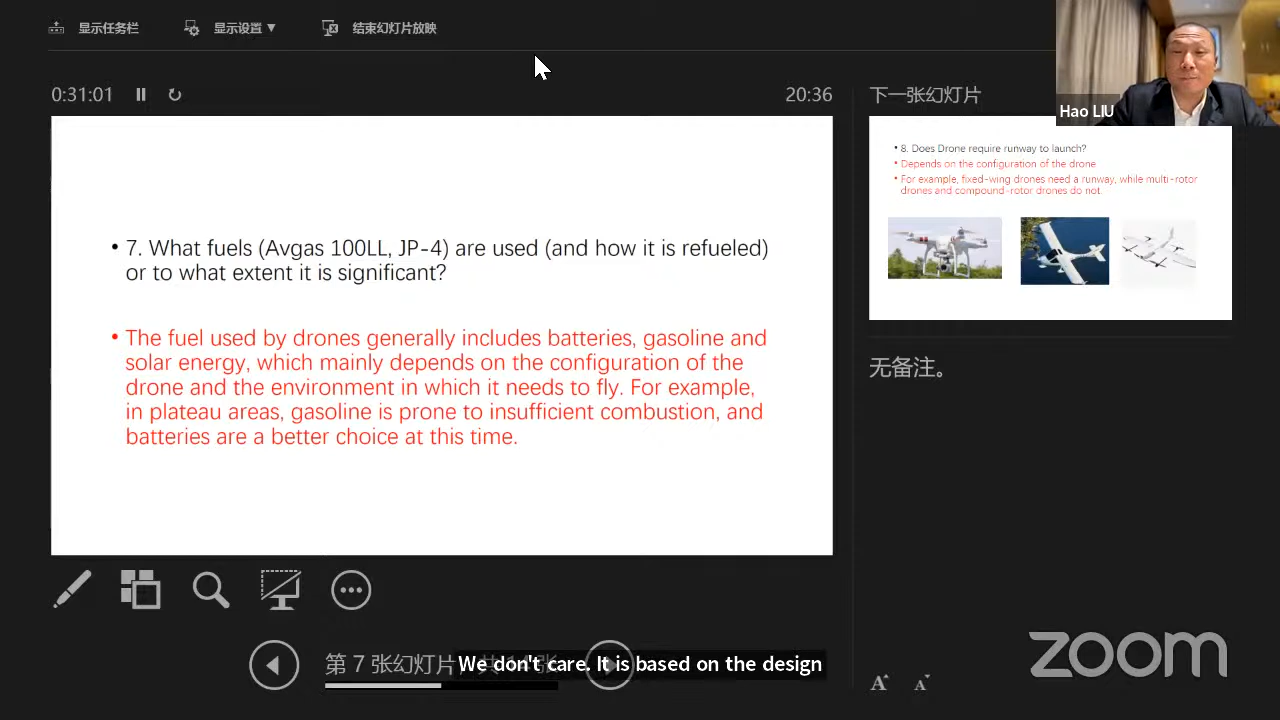 显示任务栏
显示设置 ▼
结束幻灯片放映
0:31:01
20:36
下一张幻灯片
Hao LIU
• 7. What fuels (Avgas 100LL, JP-4) are used (and how it is refueled)
or to what extent it is significant?
• The fuel used by drones generally includes batteries, gasoline and
solar energy, which mainly depends on the configuration of the
drone and the environment in which it needs to fly. For example,
in plateau areas, gasoline is prone to insufficient combustion, and
batteries are a better choice at this time.
• 8. Does Drone require runway to launch?
• Depends on the configuration of the drone
• For example, fixed-wing drones need a runway, while multi-rotor
drones and compound-rotor drones do not.
无备注。
第 7 张幻灯片
We don't care. It is based on the design
zoom
A A